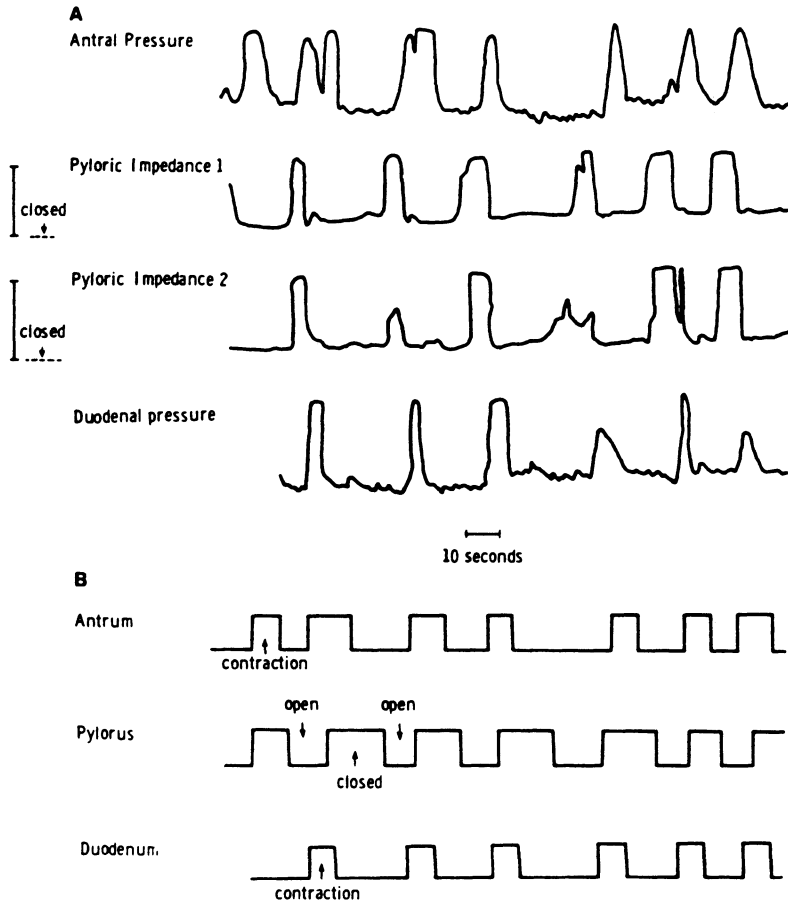 A
Antral Pressure
Pyloric Impedance 1
closed
Pyloric Impedance 2
closed
Duodenal pressure
10 seconds
B
Antrum
contraction
open open
Pylorus
closed
Duodenum
contraction